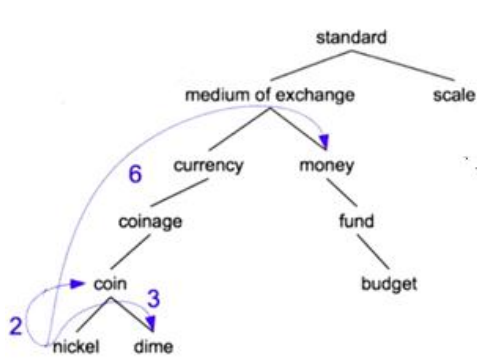 standard
medium of exchange scale
currency money
6
coinage fund
coin budget
3
2
nickel dime